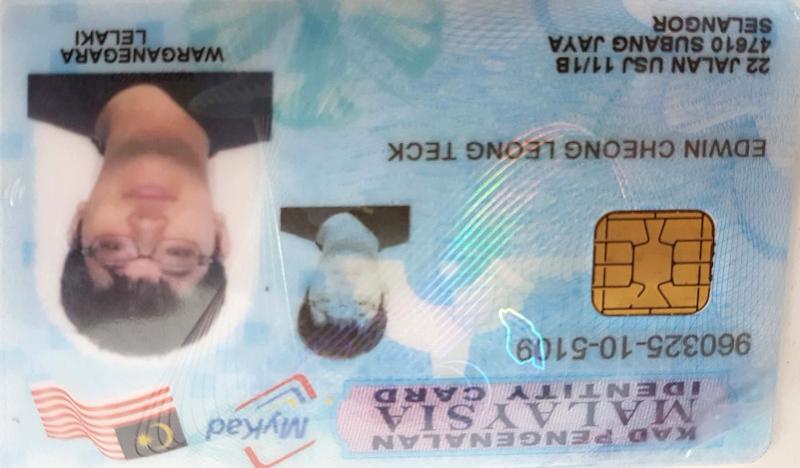 KAD PENGENALAN
MALAYSIA
IDENTITY CARD
MyKad
960325-10-5109
EDWIN CHEONG LEONG TECK
22 JALAN USJ 11/1B
47610 SUBANG JAYA
SELANGOR
WARGANEGARA
LELAKI